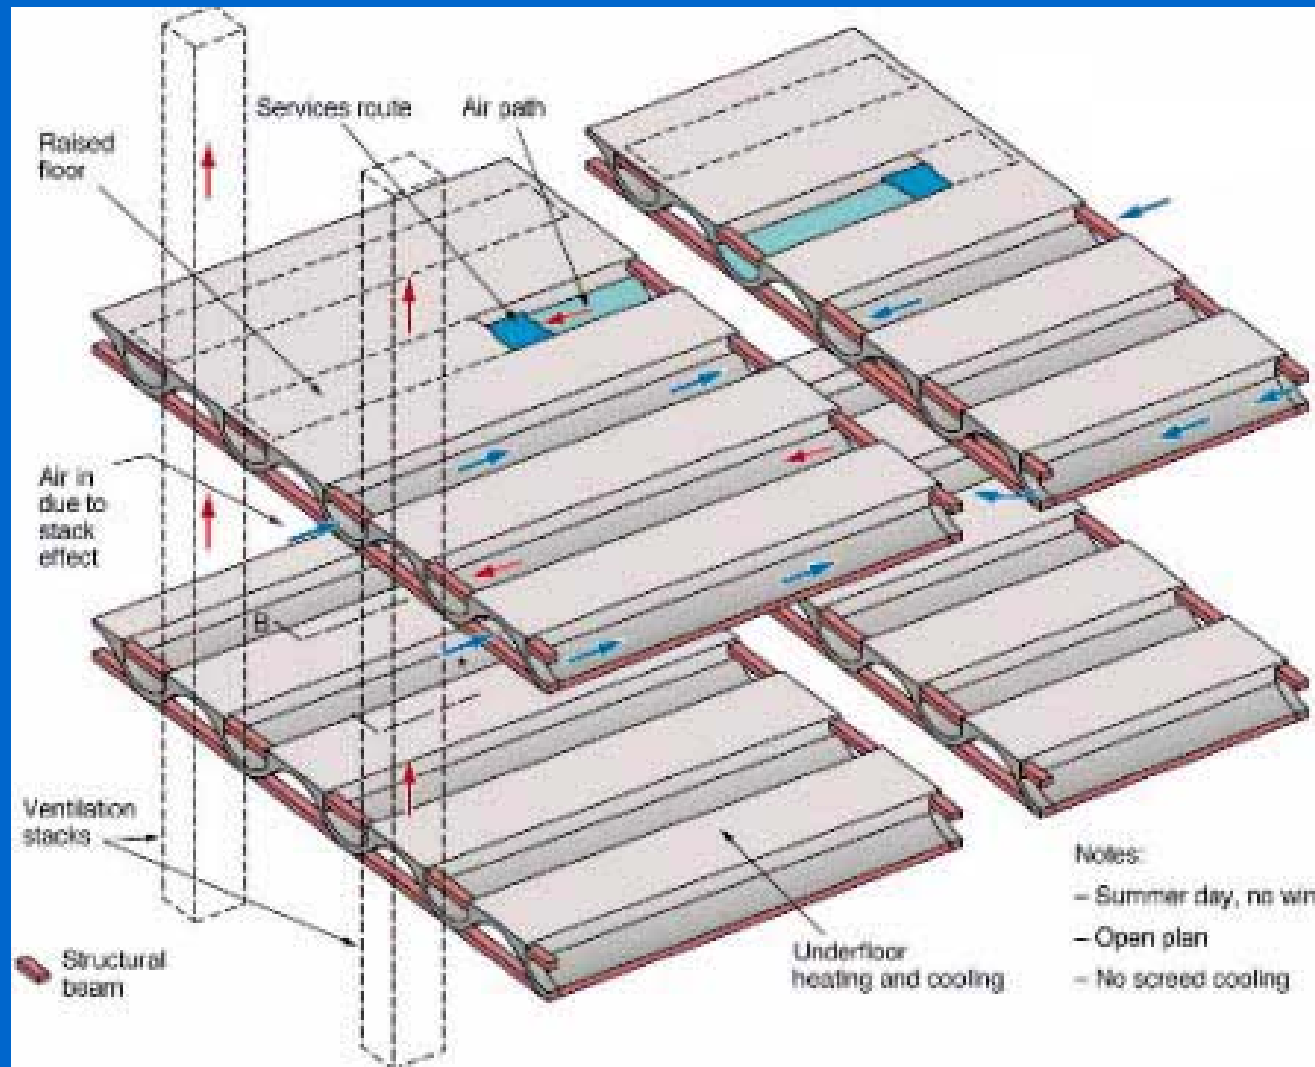 Services route
Air path
Raised
floor
Air in
due to
stack
effect
B
Ventilation
stacks
Structural
beam
Underfloor
heating and cooling
Notes:
– Summer day, no win
– Open plan
– No screed cooling